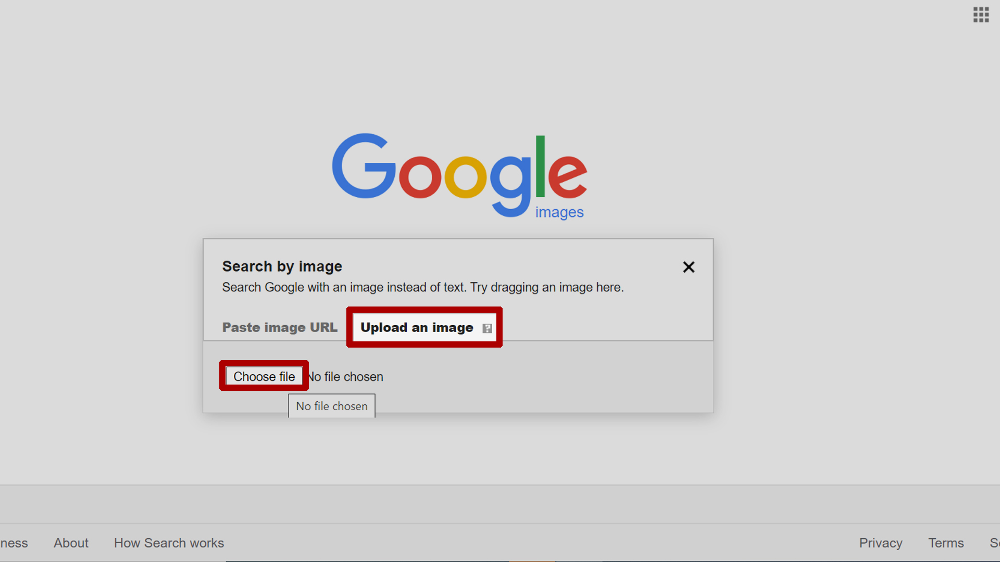 Google
images
Search by image
Search Google with an image instead of text. Try dragging an image here.
Paste image URL Upload an image ?
Choose file No file chosen
No file chosen
ness About How Search works Privacy Terms